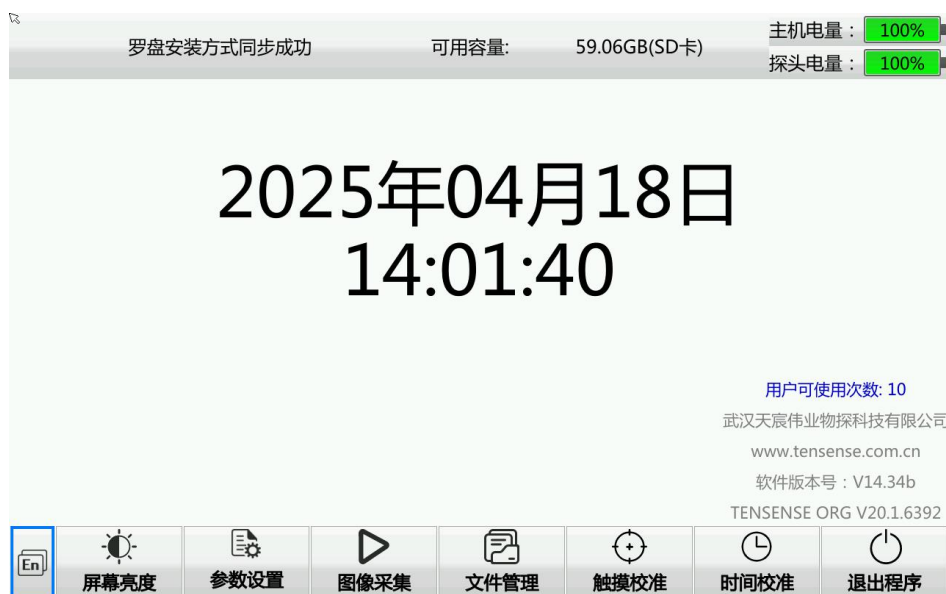 罗盘安装方式同步成功 可用容量: 59.06GB(SD卡)
主机电量： 100%
探头电量： 100%
2025年04月18日
14:01:40
用户可使用次数: 10
武汉天宸伟业物探科技有限公司
www.tensense.com.cn
软件版本号：V14.34b
TENSENSE ORG V20.1.6392
En 屏幕亮度 参数设置 图像采集 文件管理 触摸校准 时间校准 退出程序